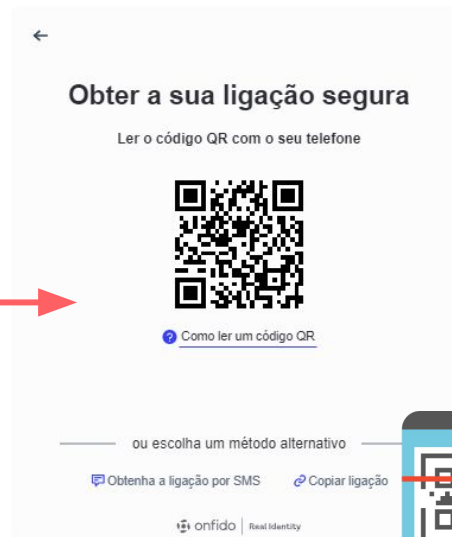 Obter a sua ligação segura
Ler o código QR com o seu telefone
Como ler um código QR
ou escolha um método alternativo
Obtenha a ligação por SMS Copiar ligação
onfido | Real Identity